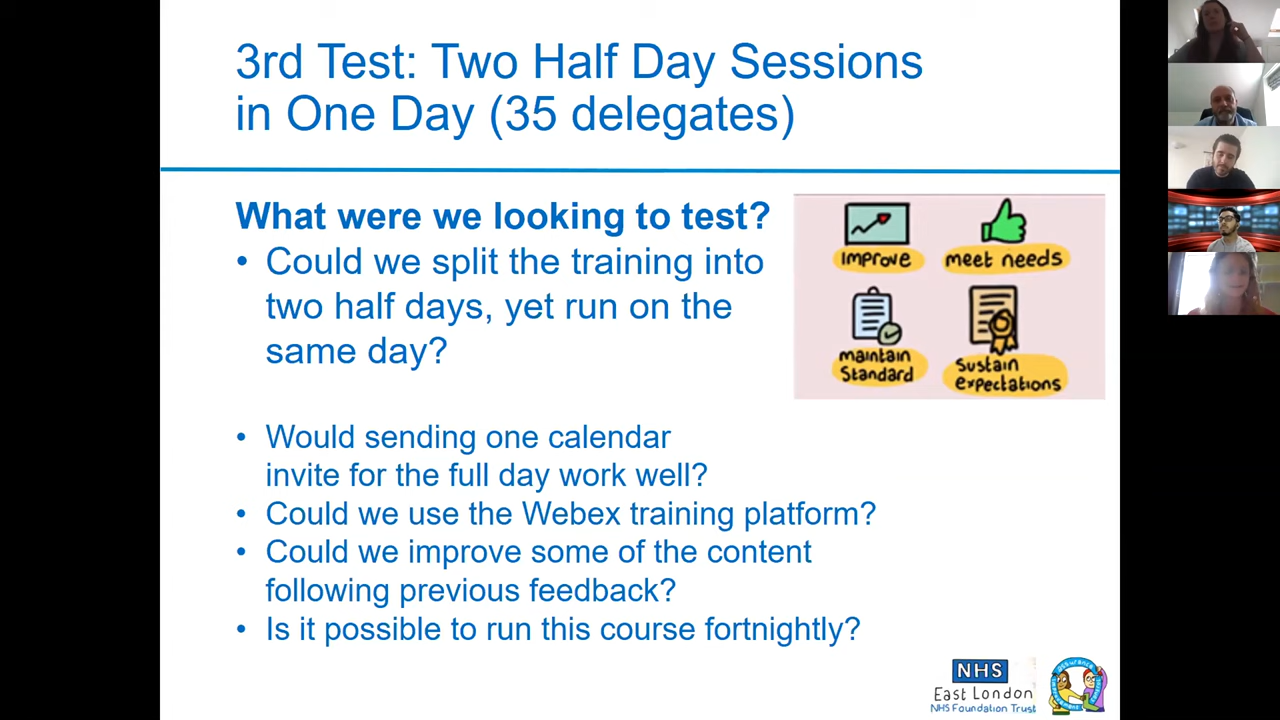 3rd Test: Two Half Day Sessions
in One Day (35 delegates)
What were we looking to test?
• Could we split the training into
two half days, yet run on the
same day?
improve
meet needs
maintain
Standard
Sustain
expectations
• Would sending one calendar
invite for the full day work well?
• Could we use the Webex training platform?
• Could we improve some of the content
following previous feedback?
• Is it possible to run this course fortnightly?
NHS
East London
NHS Foundation Trust
assurance